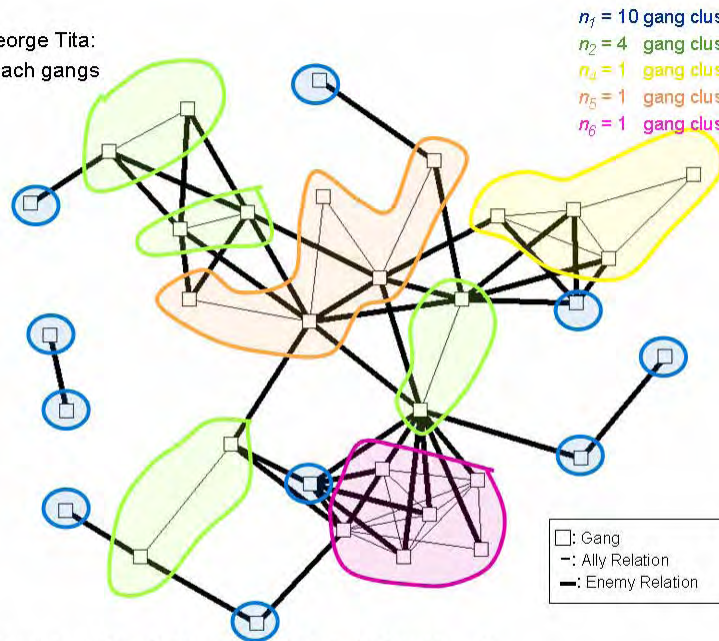 eorge Tita:
ach gangs
n1 = 10 gang clus
n2 = 4 gang clus
n4 = 1 gang clus
n5 = 1 gang clus
n6 = 1 gang clus
: Gang
–: Ally Relation
–: Enemy Relation